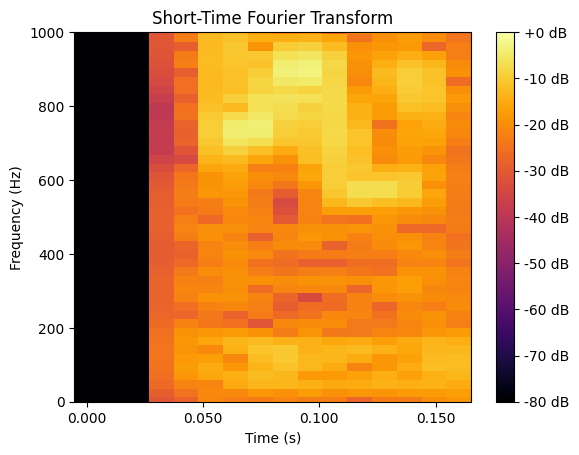 Short-Time Fourier Transform
1000
800
600
400
200
0
Frequency (Hz)
0.000
0.050
0.100
0.150
Time (s)
+0 dB
-10 dB
-20 dB
-30 dB
-40 dB
-50 dB
-60 dB
-70 dB
-80 dB